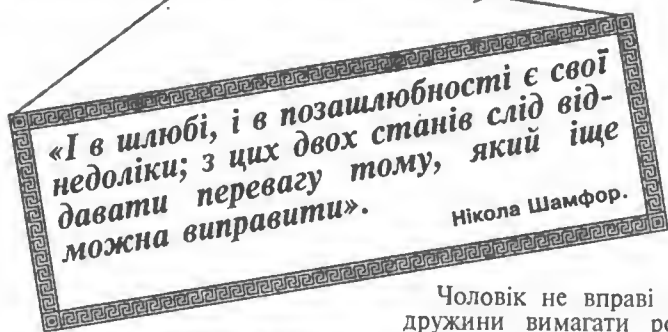 «І в шлюбі, і в позашлюбності є свої
недоліки; з цих двох станів слід від-
давати перевагу тому, який іще
можна виправити».
Нікола Шамфор.
Чоловік не вправі
дружини вимагати